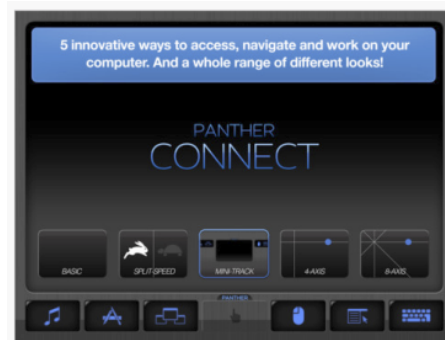 5 innovative ways to access, navigate and work on your
computer. And a whole range of different looks!
PANTHER
CONNECT
BASIC
SPLIT-SPEED
MINI-TRACK
4-AXIS
8-AXIS
PANTHER